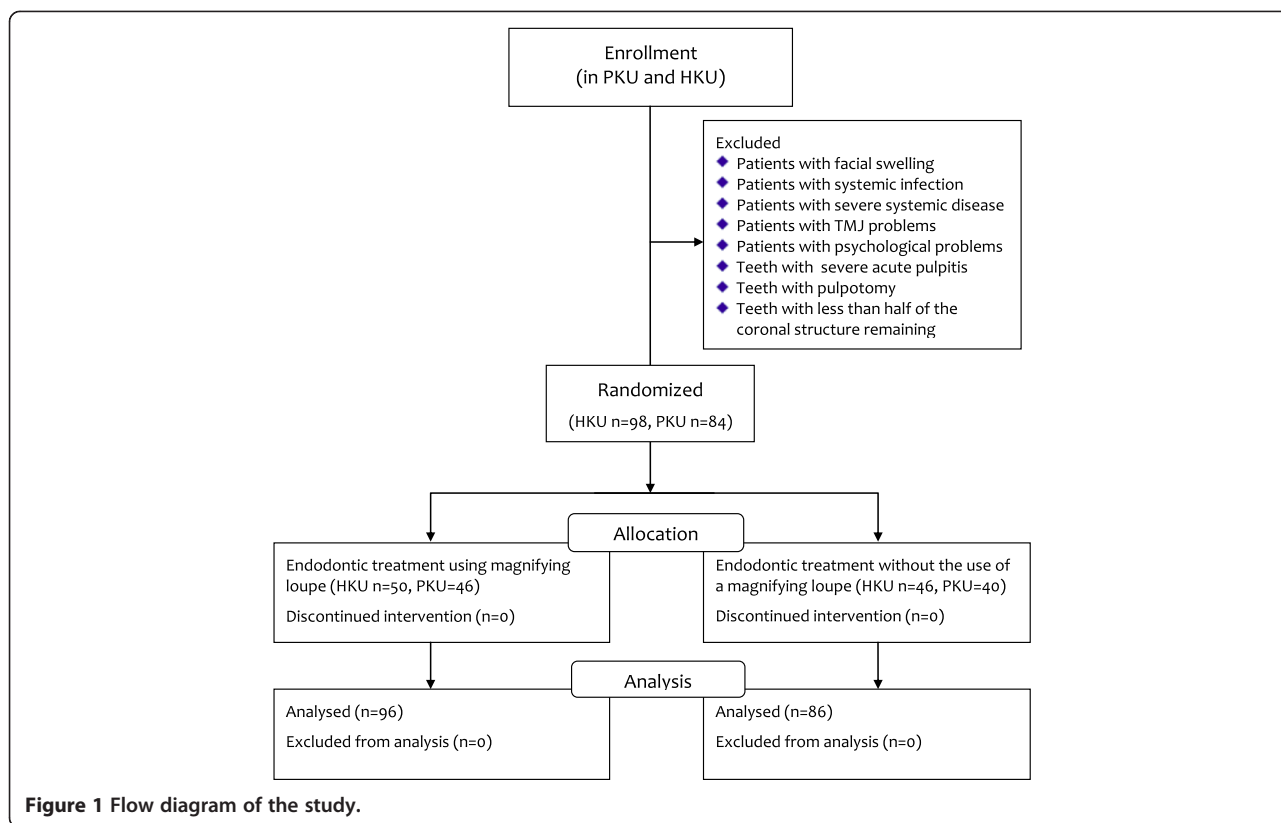 Enrollment
(in PKU and HKU)
Excluded
◆ Patients with facial swelling
◆ Patients with systemic infection
◆ Patients with severe systemic disease
◆ Patients with TMJ problems
◆ Patients with psychological problems
◆ Teeth with severe acute pulpitis
◆ Teeth with pulpotomy
◆ Teeth with less than half of the
coronal structure remaining
Randomized
(HKU n=98, PKU n=84)
Allocation
Endodontic treatment using magnifying
loupe (HKU n=50, PKU=46)
Discontinued intervention (n=0)
Endodontic treatment without the use of
a magnifying loupe (HKU n=46, PKU=40)
Discontinued intervention (n=0)
Analysis
Analysed (n=96)
Excluded from analysis (n=0)
Analysed (n=86)
Excluded from analysis (n=0)
Figure 1 Flow diagram of the study.